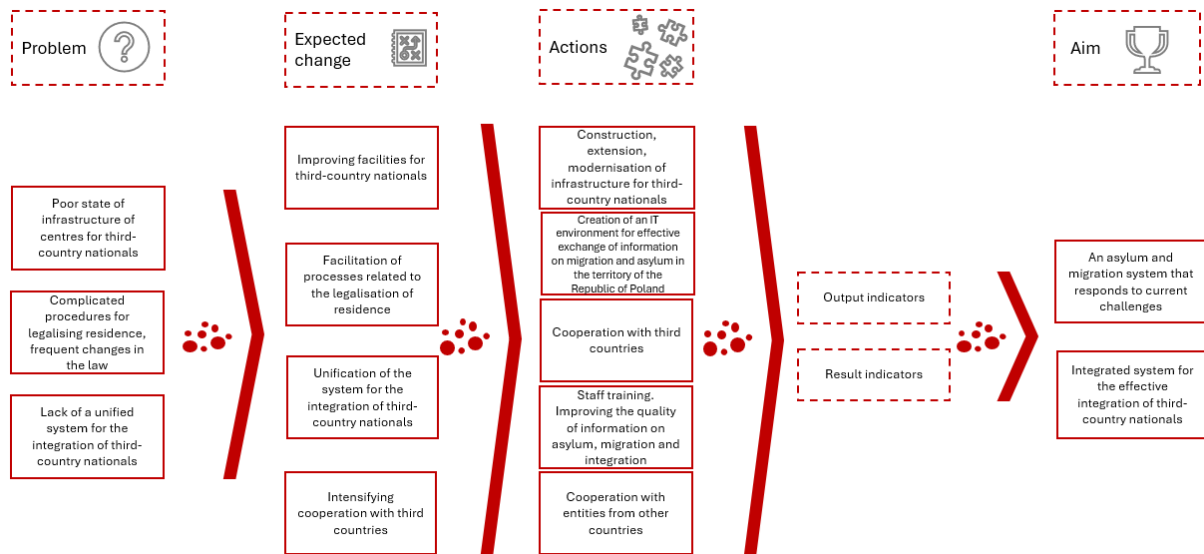 Problem
Expected
change
Actions
Aim
Poor state of
infrastructure of
centres for third-
country nationals
Complicated
procedures for
legalising residence,
frequent changes in
the law
Lack of a unified
system for the
integration of third-
country nationals
Improving facilities for
third-country nationals
Facilitation of
processes related to
the legalisation of
residence
Unification of the
system for the
integration of third-
country nationals
Intensifying
cooperation with third
countries
Construction,
extension,
modernisation of
infrastructure for third-
country nationals
Creation of an IT
environment for effective
exchange of information
on migration and asylum in
the territory of the
Republic of Poland
Cooperation with
third countries
Staff training.
Improving the quality
of information on
asylum, migration and
integration
Cooperation with
entities from other
countries
Output indicators
Result indicators
An asylum and
migration system that
responds to current
challenges
Integrated system for
the effective
integration of third-
country nationals